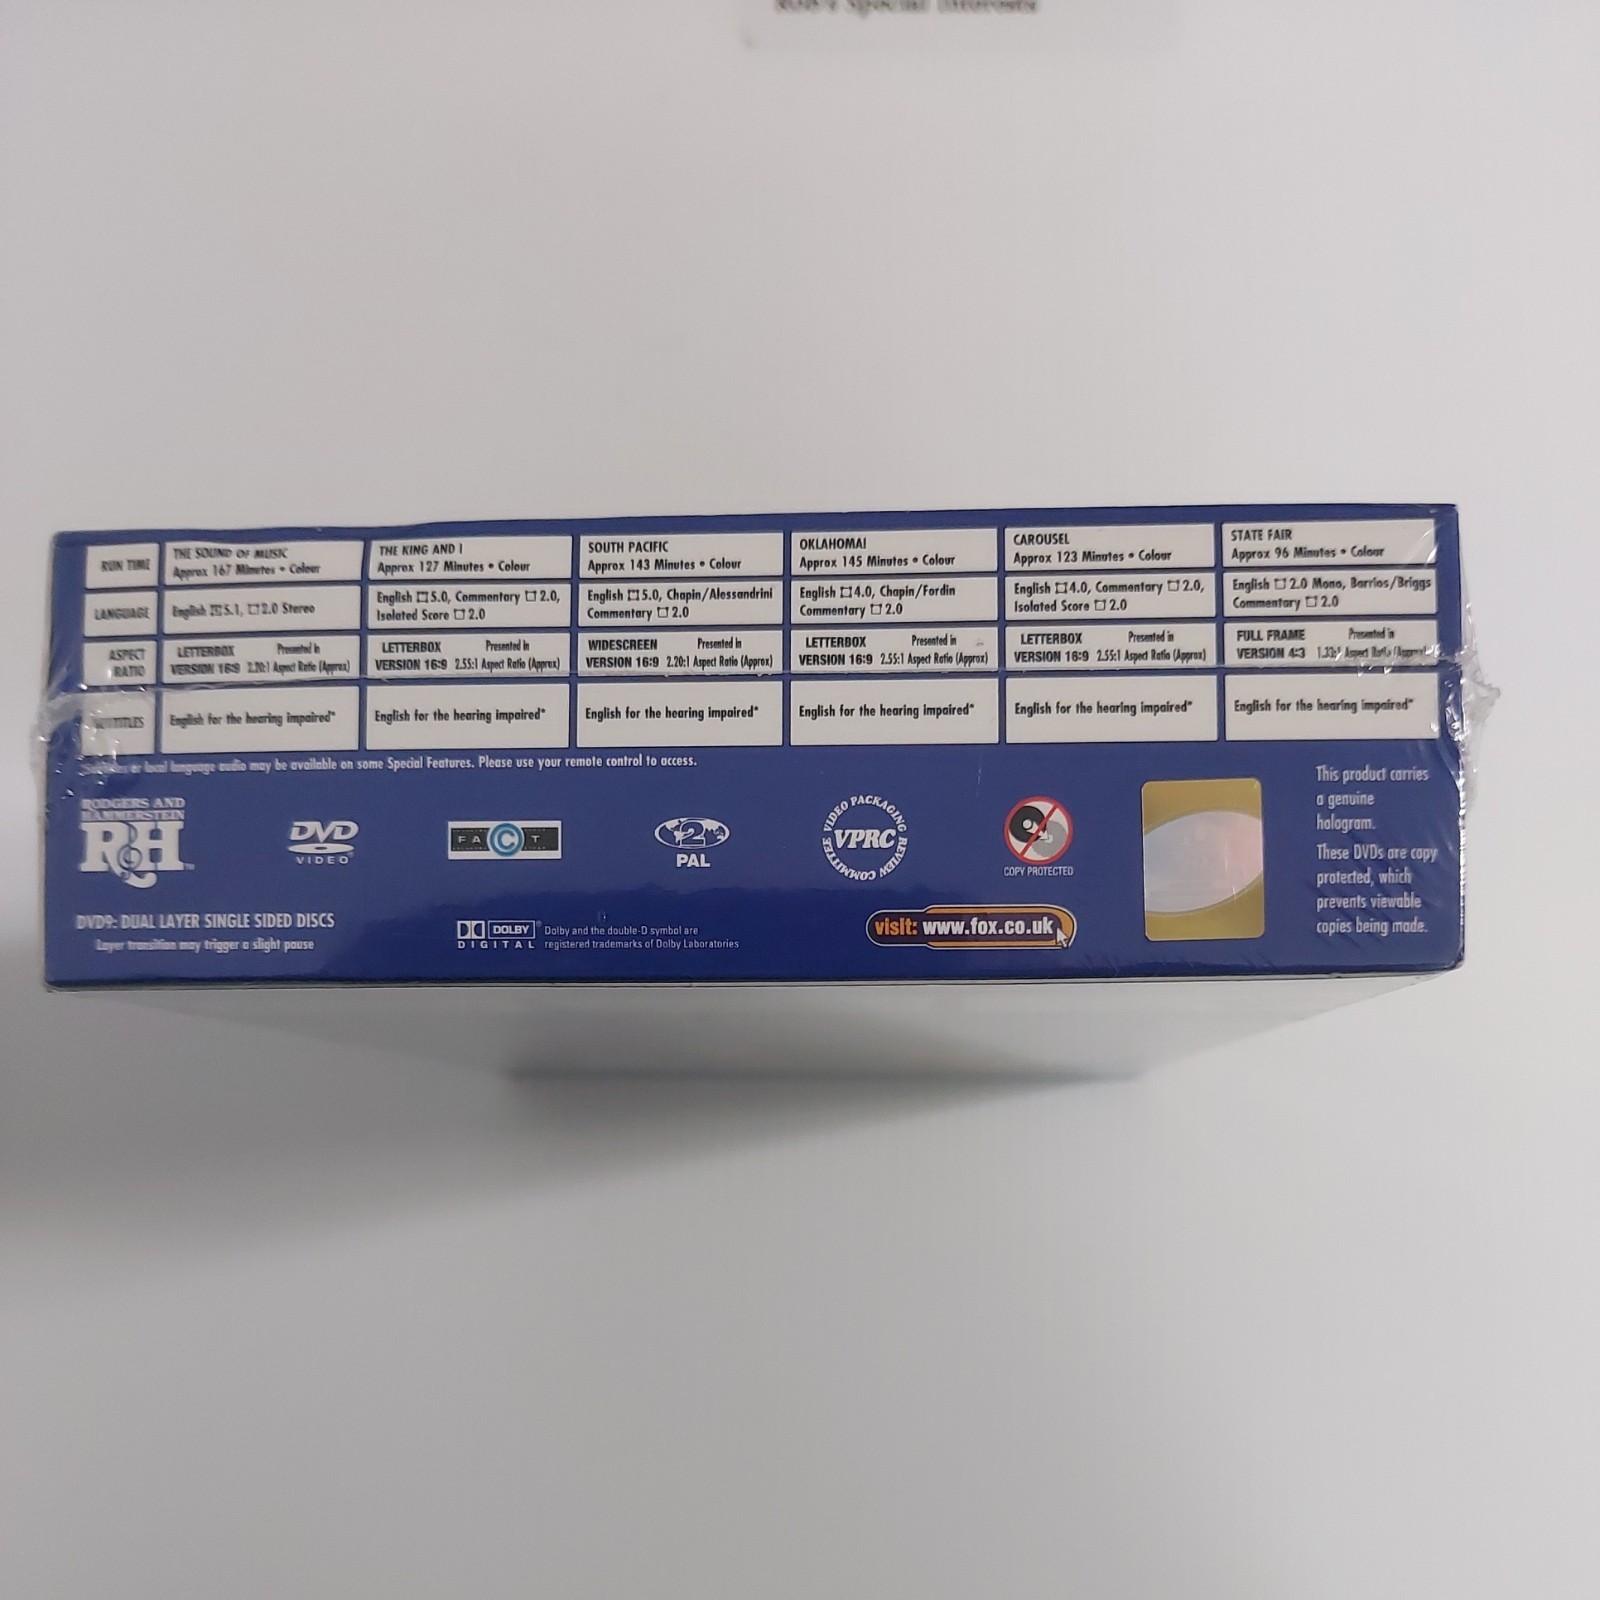 Rob's Special Interests
RUN TIME
THE SOUND OF MUSIC
Approx 167 Minutes • Colour
THE KING AND I
Approx 127 Minutes • Colour
SOUTH PACIFIC
Approx 143 Minutes • Colour
OKLAHOMA!
Approx 145 Minutes • Colour
CAROUSEL
Approx 123 Minutes • Colour
STATE FAIR
Approx 96 Minutes • Colour
LANGUAGE
English 5.1, 2.0 Stereo
English 5.0, Commentary 2.0,
Isolated Score 2.0
English 5.0, Chapin/Alessandrini
Commentary 2.0
English 4.0, Chapin/Fordin
Commentary 2.0
English 4.0, Commentary 2.0,
Isolated Score 2.0
English 2.0 Mono, Barrios/Briggs
Commentary 2.0
ASPECT
RATIO
LETTERBOX Presented in
VERSION 16:9 2.20:1 Aspect Ratio (Approx)
LETTERBOX Presented in
VERSION 16:9 2.55:1 Aspect Ratio (Approx)
WIDESCREEN Presented in
VERSION 16:9 2.20:1 Aspect Ratio (Approx)
LETTERBOX Presented in
VERSION 16:9 2.55:1 Aspect Ratio (Approx)
LETTERBOX Presented in
VERSION 16:9 2.55:1 Aspect Ratio (Approx)
FULL FRAME Presented in
VERSION 4:3 1.33:1 Aspect Ratio (Approx)
SUBTITLES
English for the hearing impaired*
English for the hearing impaired*
English for the hearing impaired*
English for the hearing impaired*
English for the hearing impaired*
English for the hearing impaired*
*Subtitles or local language audio may be available on some Special Features. Please use your remote control to access.
RODGERS AND
HAMMERSTEIN
R&H™
DVD
VIDEO
FACT
2
PAL
VIDEO PACKAGING REVIEW COMMITTEE
VPRC
COPY PROTECTED
This product carries
a genuine
hologram.
These DVDs are copy
protected, which
prevents viewable
copies being made.
DVD9: DUAL LAYER SINGLE SIDED DISCS
Layer transition may trigger a slight pause
DOLBY®
DIGITAL
Dolby and the double-D symbol are
registered trademarks of Dolby Laboratories
visit: www.fox.co.uk